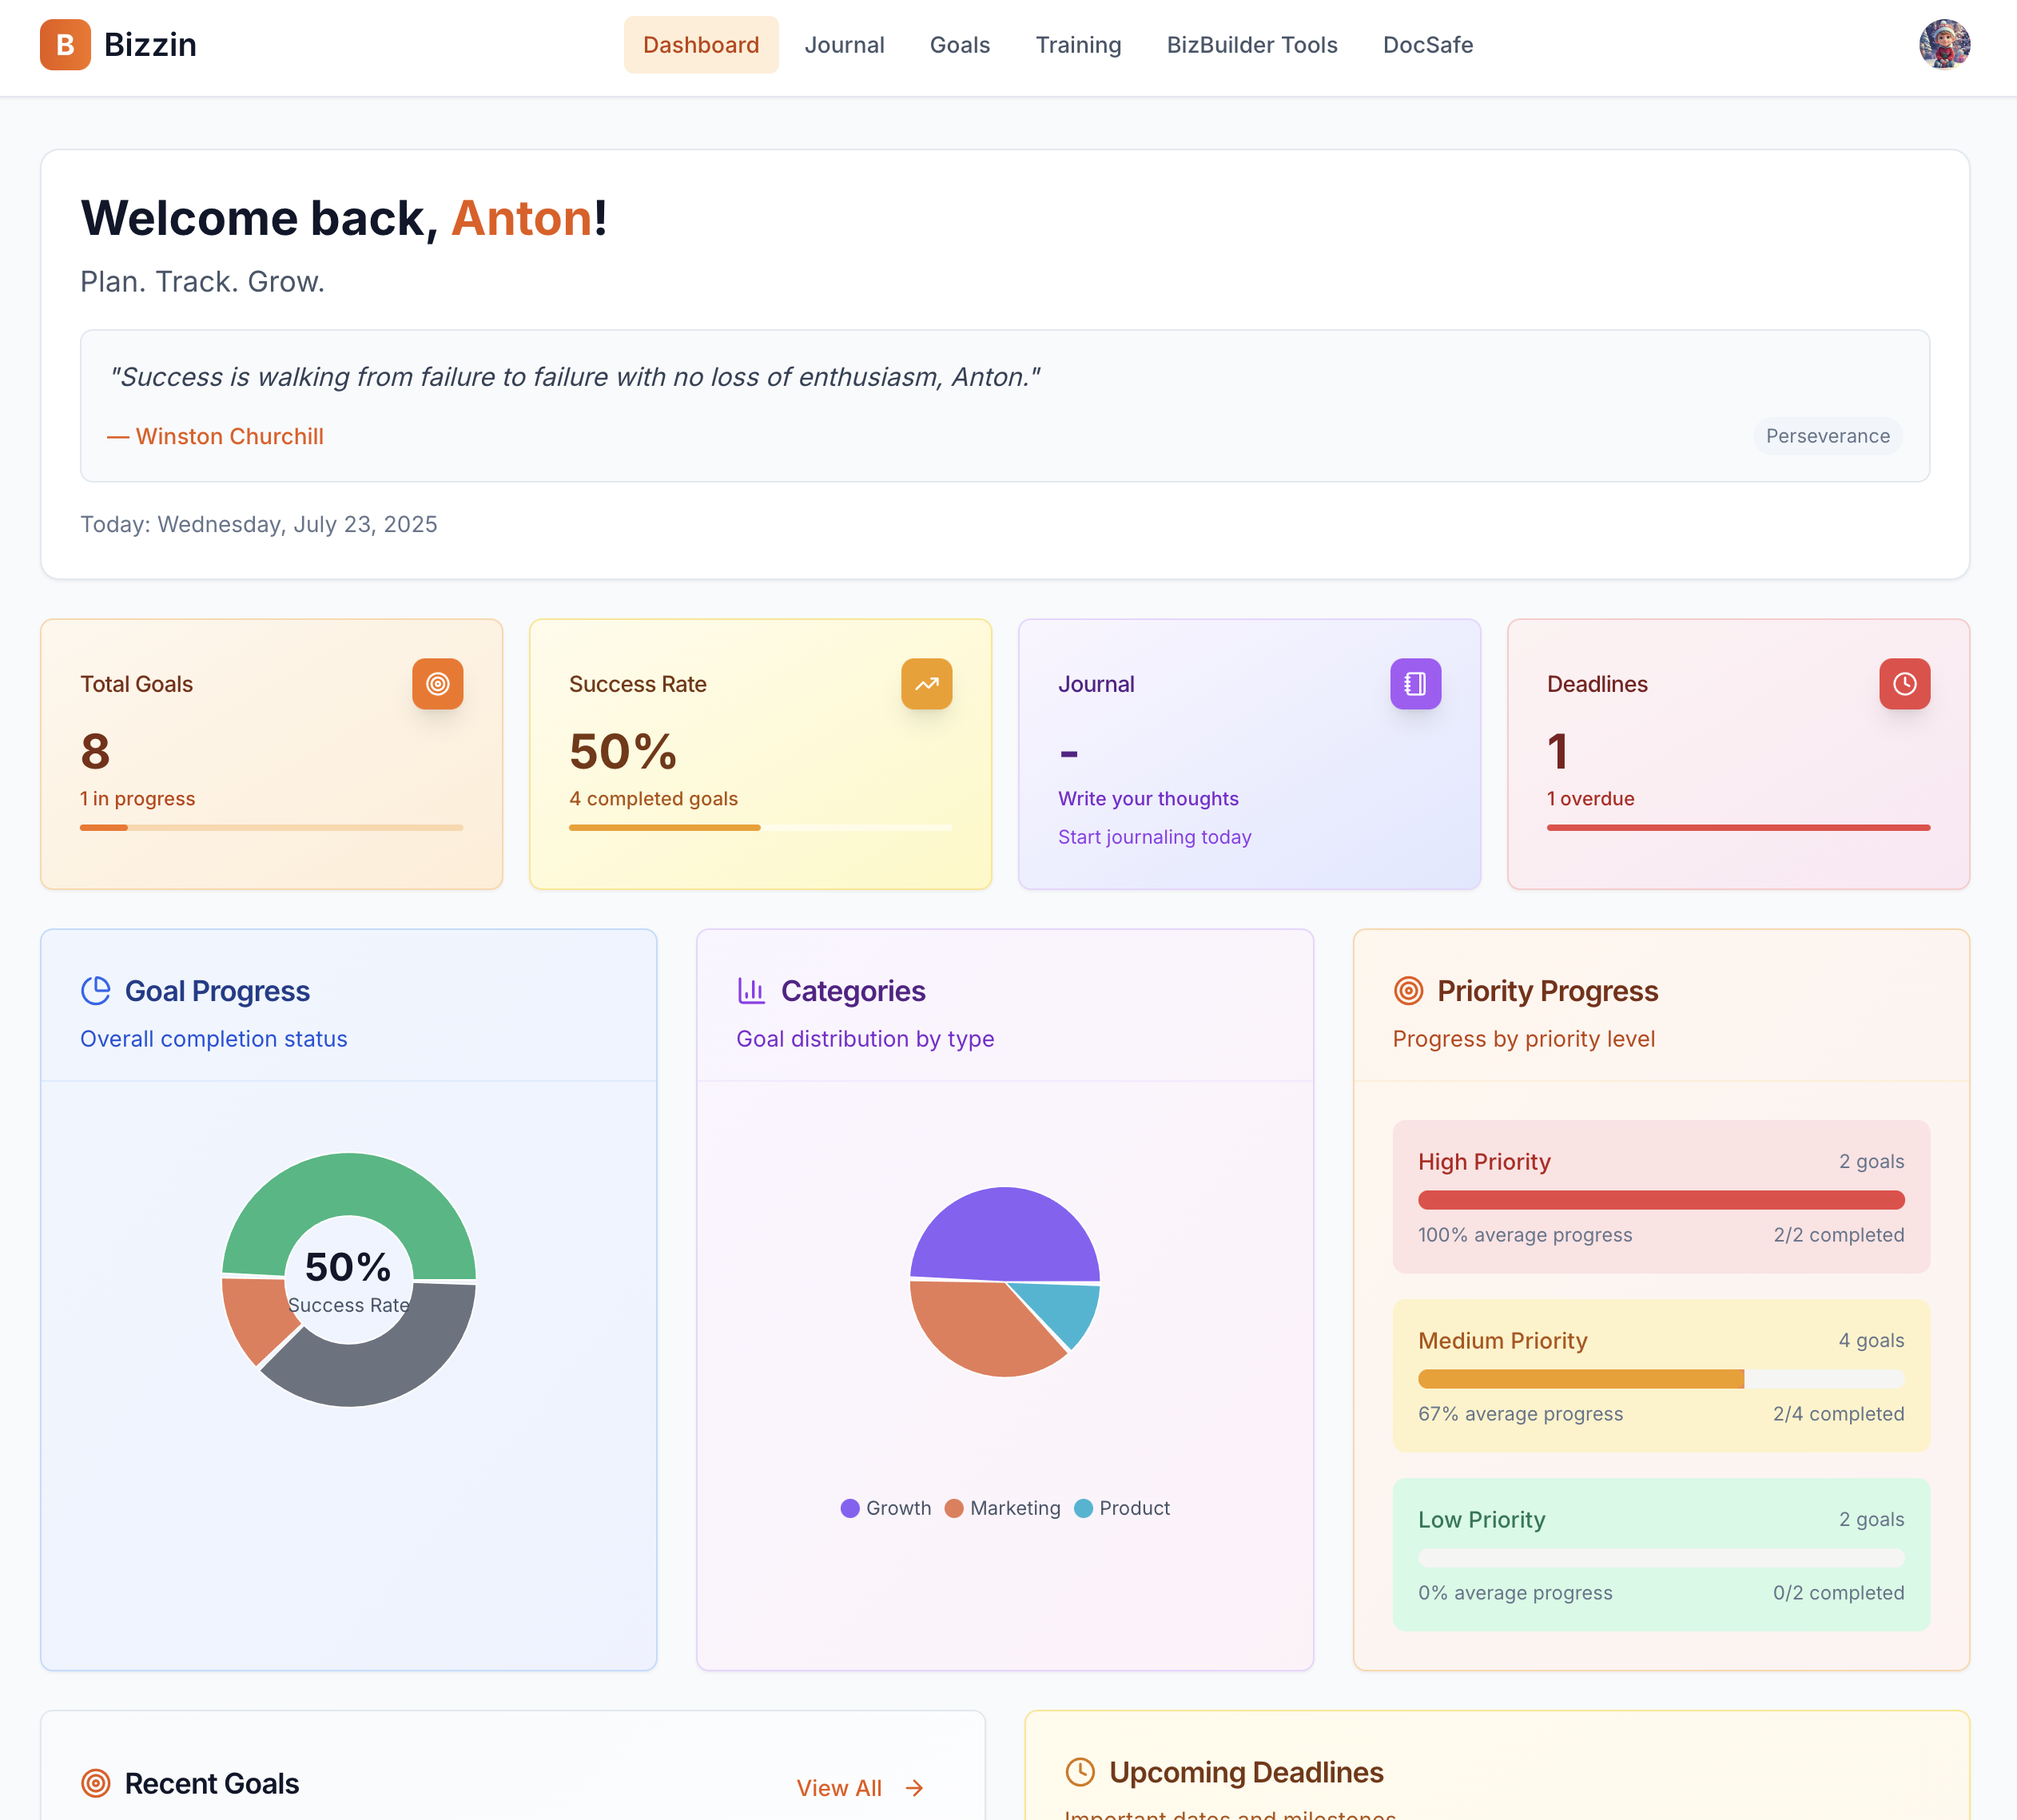 B Bizzin
Dashboard Journal Goals Training BizBuilder Tools DocSafe
Welcome back, Anton!
Plan. Track. Grow.
"Success is walking from failure to failure with no loss of enthusiasm, Anton."
— Winston Churchill
Perseverance
Today: Wednesday, July 23, 2025
Total Goals
8
1 in progress
Success Rate
50%
4 completed goals
Journal
-
Write your thoughts
Start journaling today
Deadlines
1
1 overdue
Goal Progress
Overall completion status
50%
Success Rate
Categories
Goal distribution by type
Growth Marketing Product
Priority Progress
Progress by priority level
High Priority 2 goals
100% average progress 2/2 completed
Medium Priority 4 goals
67% average progress 2/4 completed
Low Priority 2 goals
0% average progress 0/2 completed
Recent Goals
View All
Upcoming Deadlines
Important dates and milestones